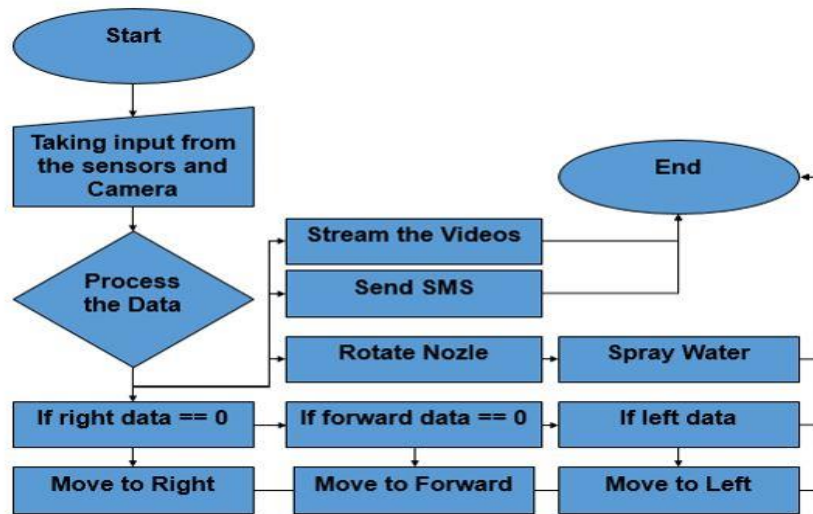 Start
Taking input from
the sensors and
Camera
End
Process
the Data
Stream the Videos
Send SMS
Rotate Nozle
Spray Water
If right data == 0
If forward data == 0
If left data
Move to Right
Move to Forward
Move to Left